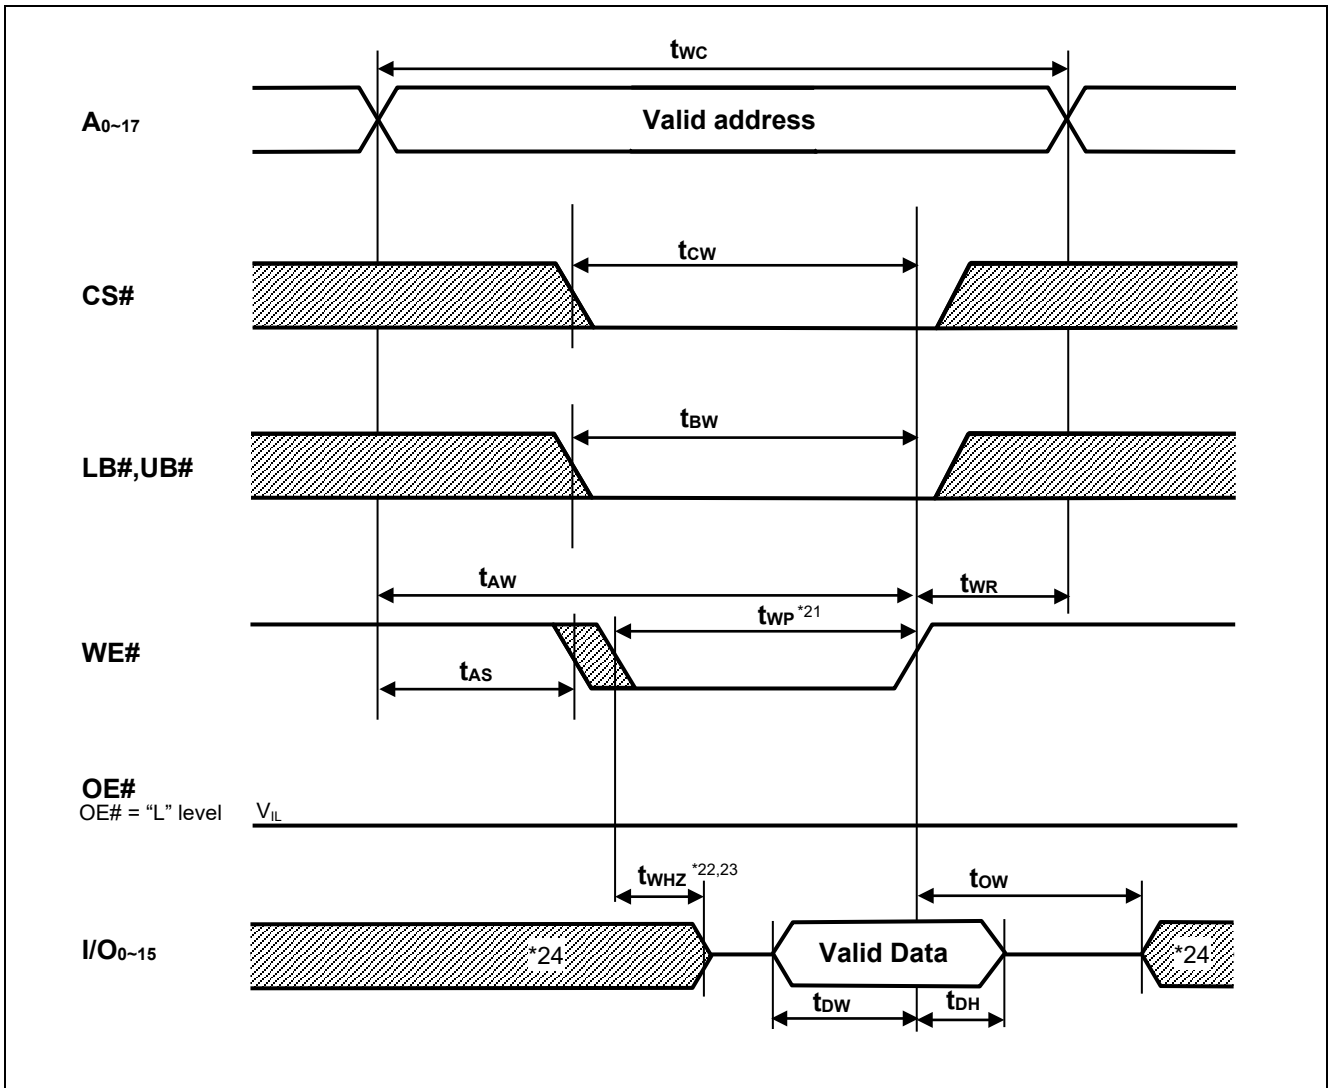 tWC
A0~17
Valid address
tCW
CS#
tBW
LB#,UB#
tAW
tWR
tWP *21
WE#
tAS
OE#
OE# = “L” level VIL
tWHZ *22,23
tOW
I/O0~15
*24
Valid Data
*24
tDW
tDH